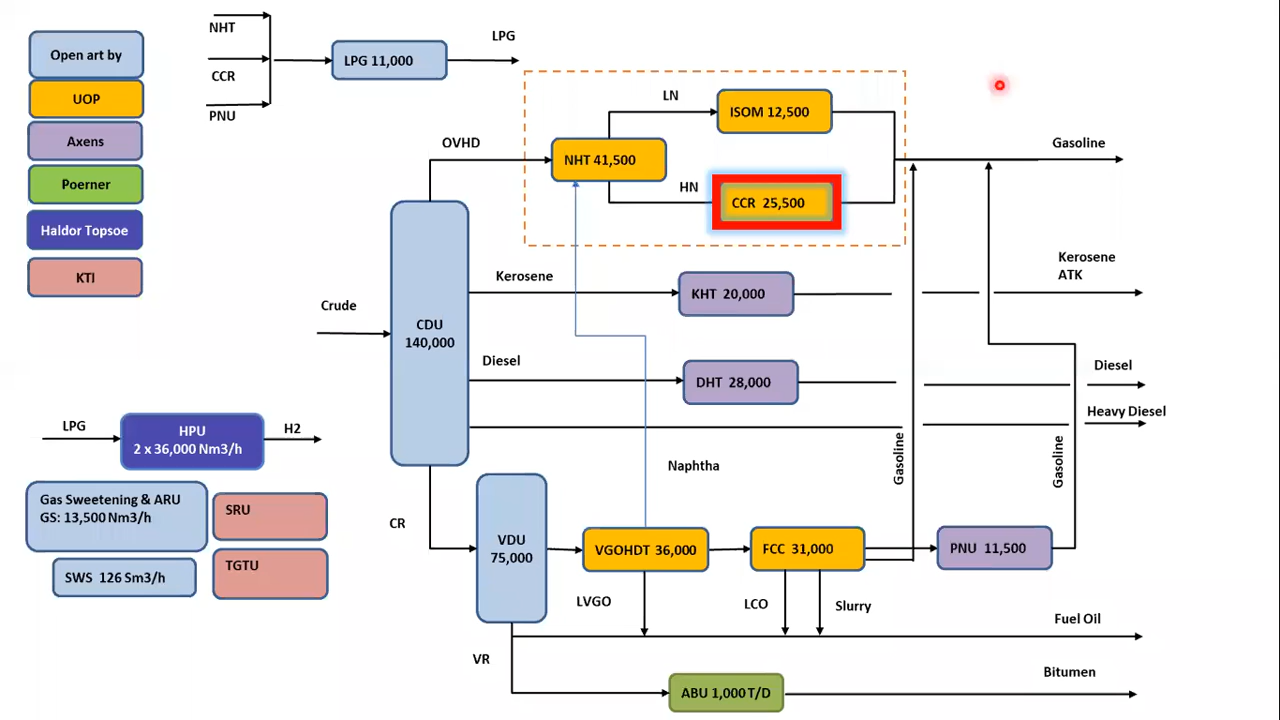 Open art by
UOP
Axens
Poerner
Haldor Topsoe
KTI
NHT
CCR
PNU
LPG 11,000
LPG
OVHD
LN
NHT 41,500
ISOM 12,500
HN
CCR 25,500
Gasoline
Kerosene
KHT 20,000
Kerosene
ATK
Crude
CDU
140,000
Diesel
DHT 28,000
Diesel
Heavy Diesel
LPG
HPU
2 x 36,000 Nm3/h
H2
Naphtha
Gasoline
Gasoline
Gas Sweetening & ARU
GS: 13,500 Nm3/h
SRU
SWS 126 Sm3/h
TGTU
CR
VDU
75,000
VGOHDT 36,000
FCC 31,000
PNU 11,500
LVGO
LCO
Slurry
Fuel Oil
VR
ABU 1,000 T/D
Bitumen